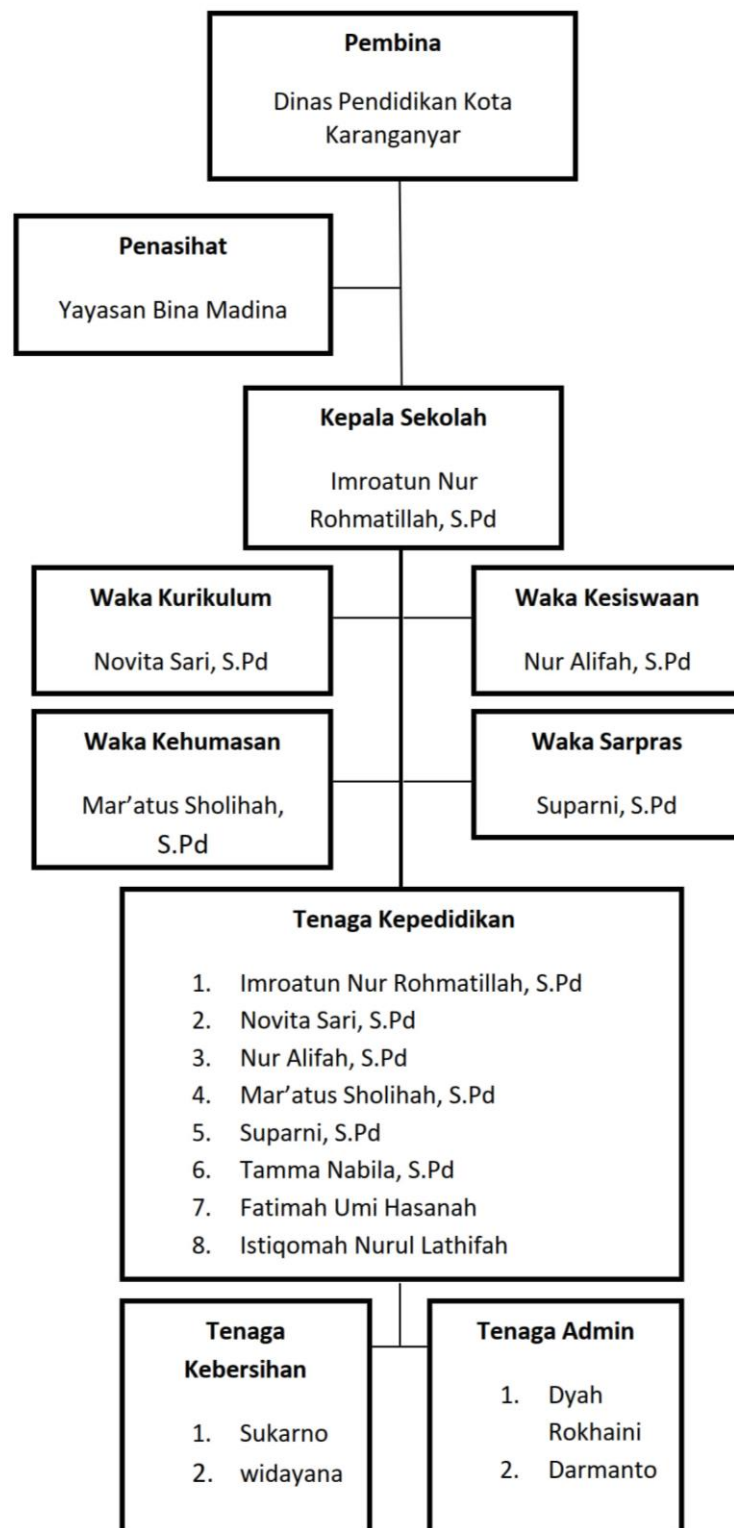 Pembina
Dinas Pendidikan Kota
Karanganyar
Penasihat
Yayasan Bina Madina
Kepala Sekolah
Imroatun Nur
Rohmatillah, S.Pd
Waka Kurikulum
Novita Sari, S.Pd
Waka Kesiswaan
Nur Alifah, S.Pd
Waka Kehumasan
Mar’atus Sholihah,
S.Pd
Waka Sarpras
Suparni, S.Pd
Tenaga Kepedidikan
1. Imroatun Nur Rohmatillah, S.Pd
2. Novita Sari, S.Pd
3. Nur Alifah, S.Pd
4. Mar’atus Sholihah, S.Pd
5. Suparni, S.Pd
6. Tamma Nabila, S.Pd
7. Fatimah Umi Hasanah
8. Istiqomah Nurul Lathifah
Tenaga
Kebersihan
1. Sukarno
2. widayana
Tenaga Admin
1. Dyah
Rokhaini
2. Darmanto